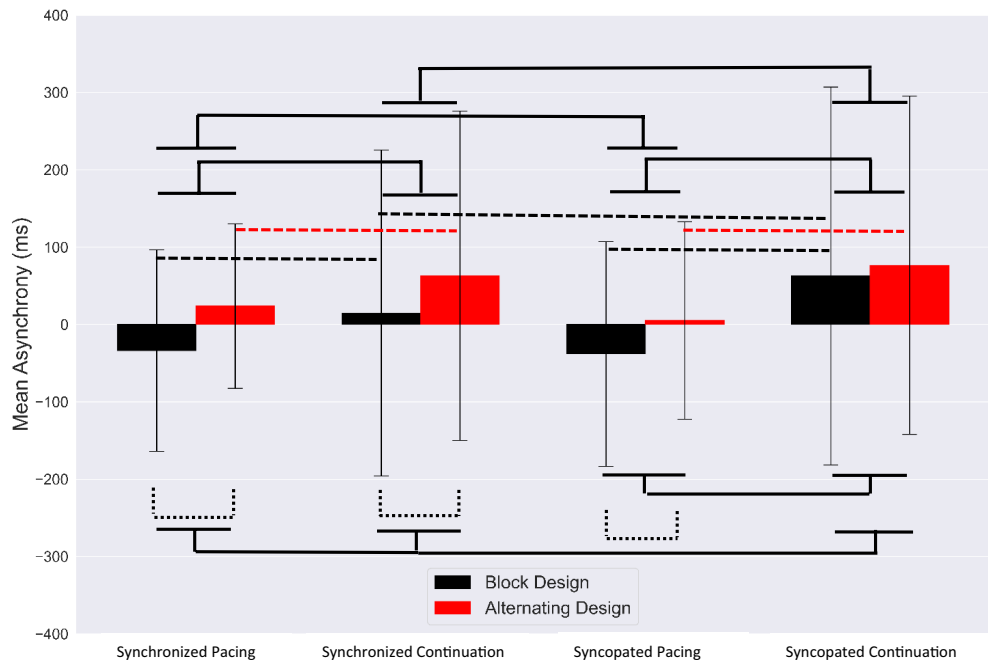 400
300
200
100
0
−100
−200
−300
−400
Mean Asynchrony (ms)
Block Design
Alternating Design
Synchronized Pacing
Synchronized Continuation
Syncopated Pacing
Syncopated Continuation